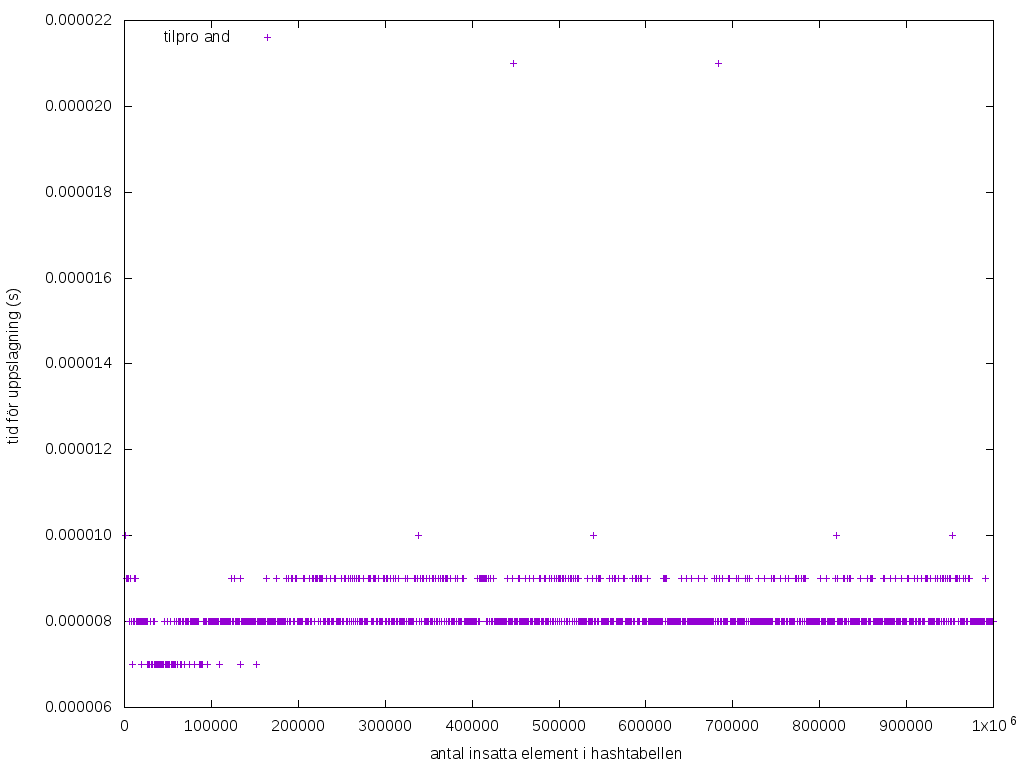 0.000022
tilpro and
0.000020
0.000018
0.000016
0.000014
0.000012
0.000010
0.000008
0.000006
tid för uppslagning (s)
0 100000 200000 300000 400000 500000 600000 700000 800000 900000 1x10 6
antal insatta element i hashtabellen